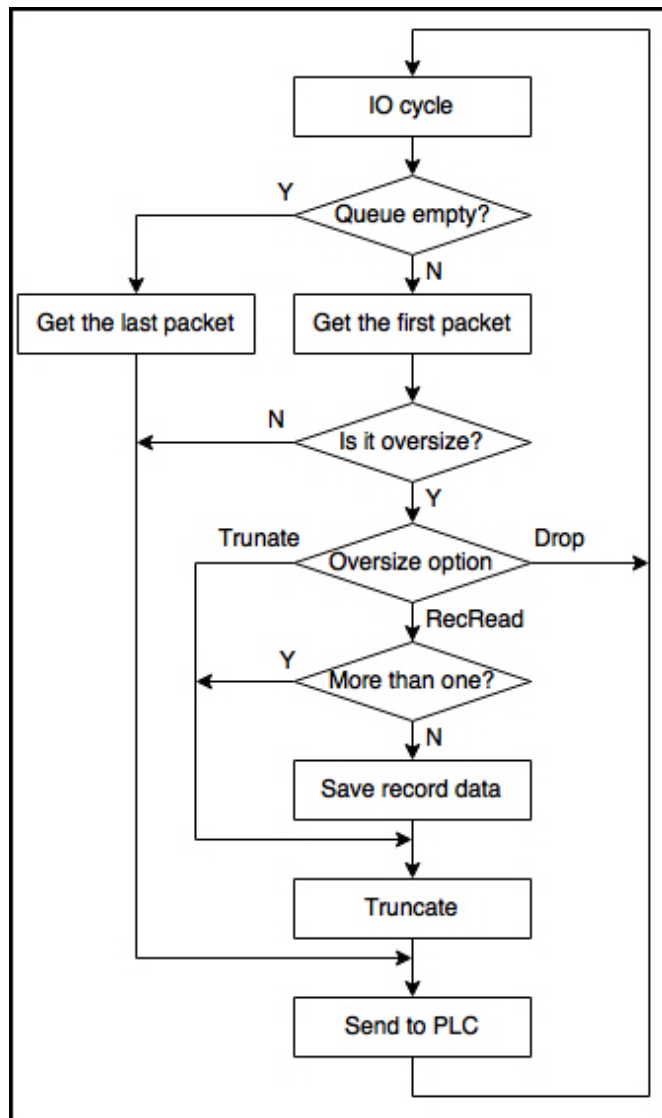 IO cycle
Y
Queue empty?
N
Get the last packet
Get the first packet
N
Is it oversize?
Y
Trunate
Drop
Oversize option
RecRead
Y
More than one?
N
Save record data
Truncate
Send to PLC